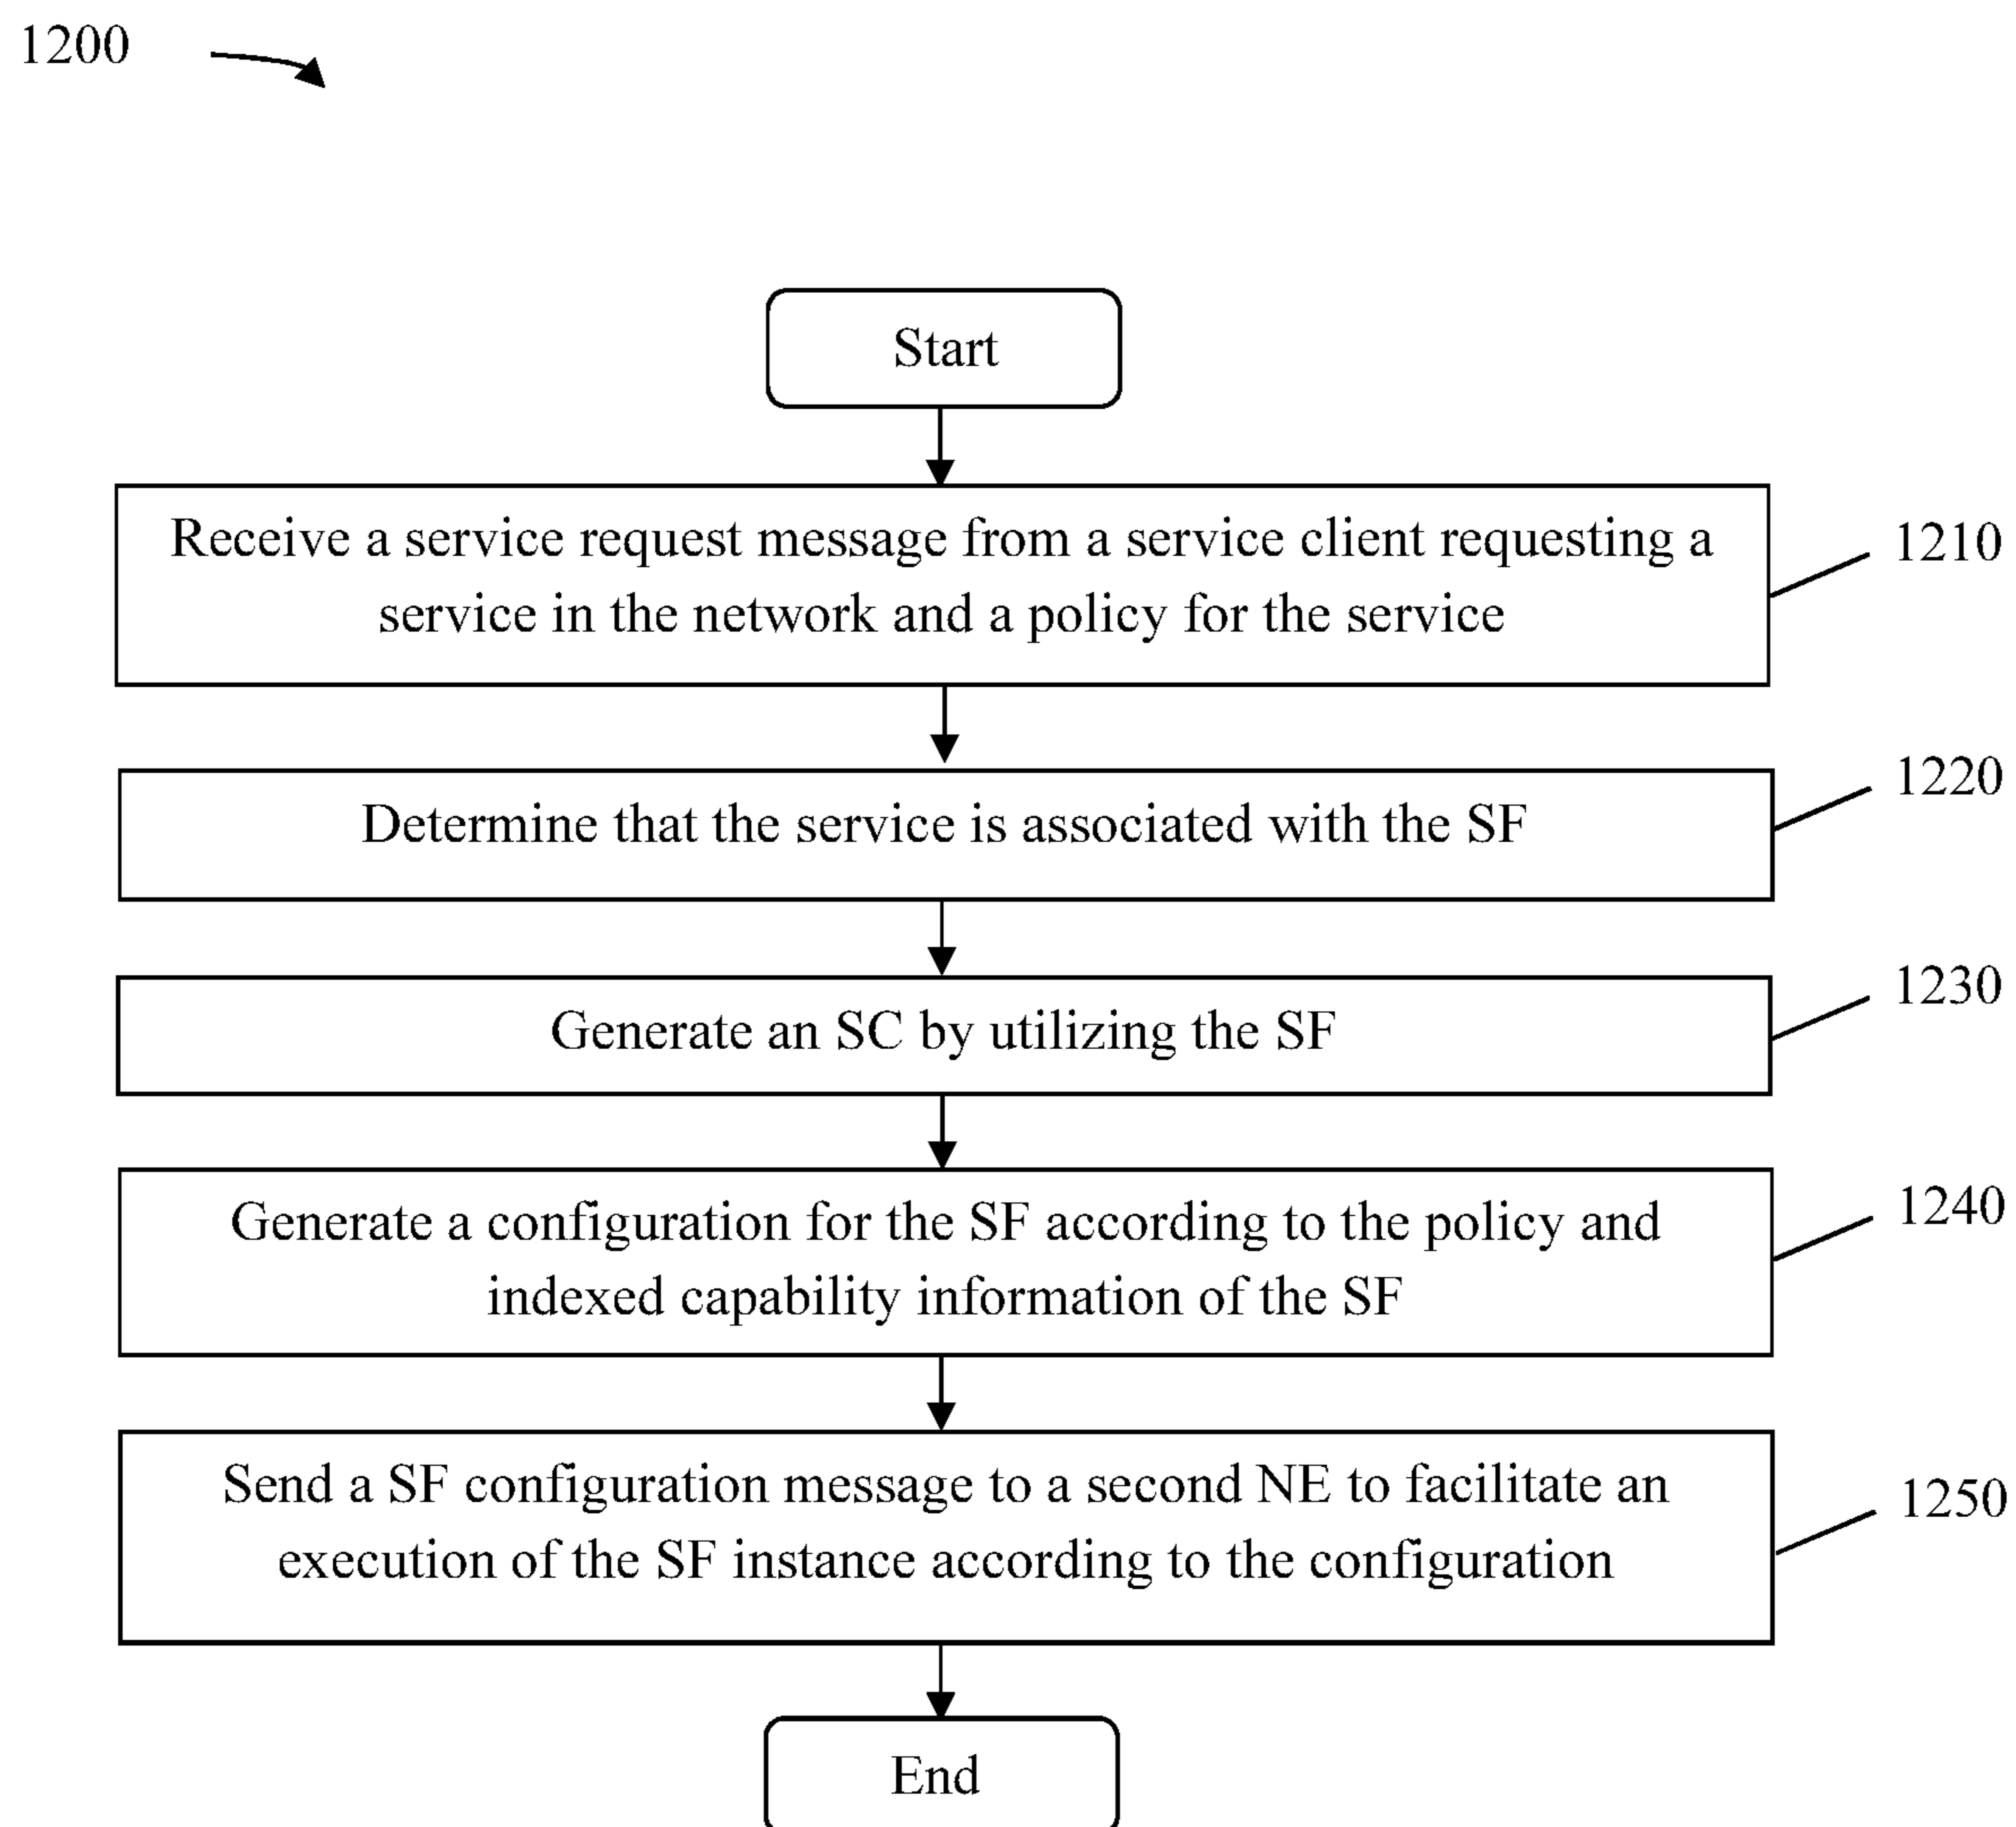 1200
Start
Receive a service request message from a service client requesting a
service in the network and a policy for the service
1210
Determine that the service is associated with the SF
1220
Generate an SC by utilizing the SF
1230
Generate a configuration for the SF according to the policy and
indexed capability information of the SF
1240
Send a SF configuration message to a second NE to facilitate an
execution of the SF instance according to the configuration
1250
End